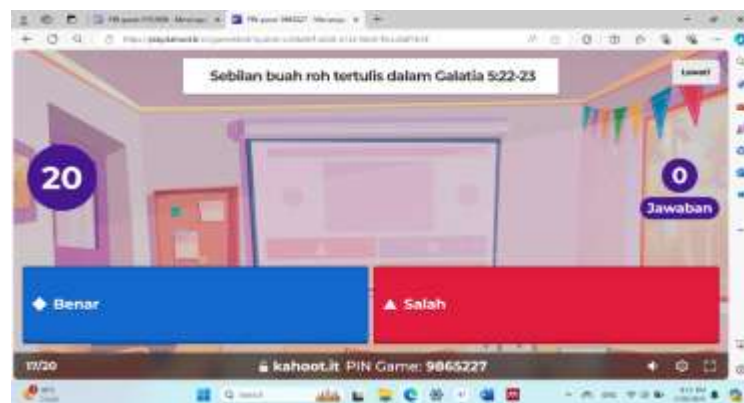 Sebilan buah roh tertulis dalam Galatia 5:22-23
Lewati
20
0
Jawaban
Benar
Salah
17/20
kahoot.it PIN Game: 9865227